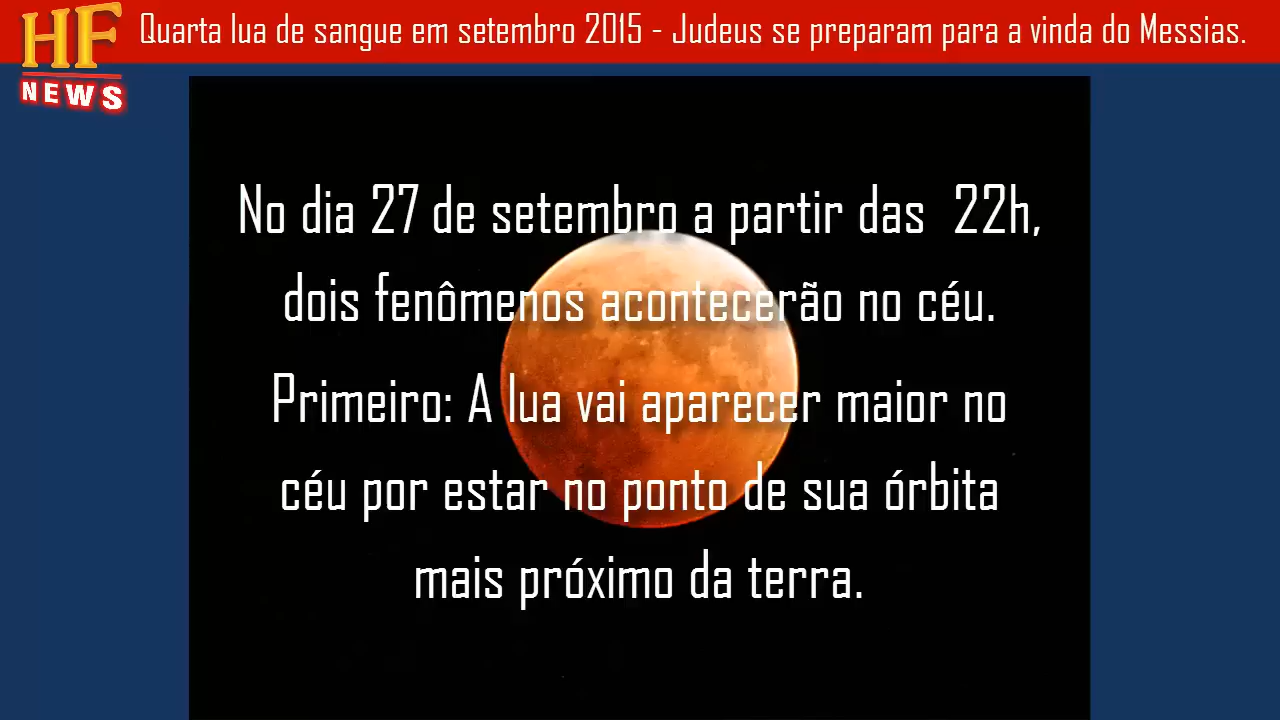 HF
NEWS
Quarta lua de sangue em setembro 2015 - Judeus se preparam para a vinda do Messias.
No dia 27 de setembro a partir das  22h,
dois fenômenos acontecerão no céu.
Primeiro: A lua vai aparecer maior no
céu por estar no ponto de sua órbita
mais próximo da terra.